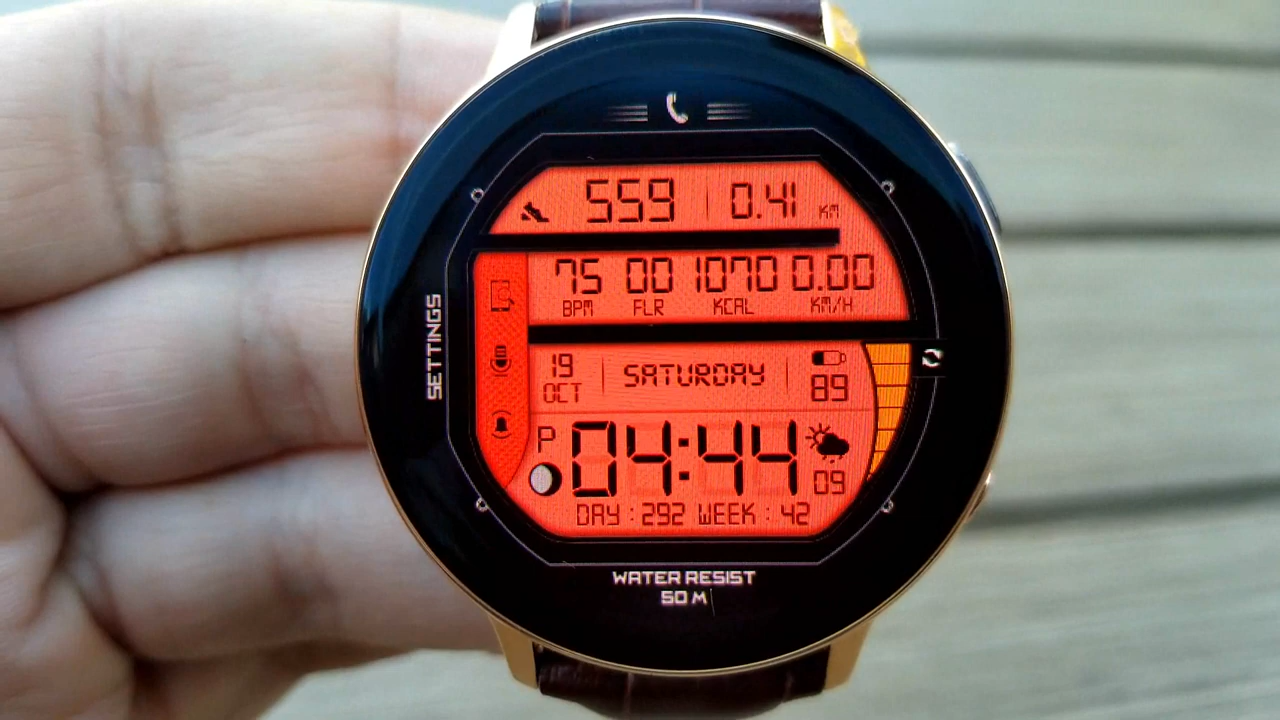 559 0.41 KM
75 00 1070 0.00
BPM FLR KCAL KM/H
SETTINGS
19
OCT
SATURDAY
89
P 04:44
09
DAY : 292 WEEK : 42
WATER RESIST
50 M